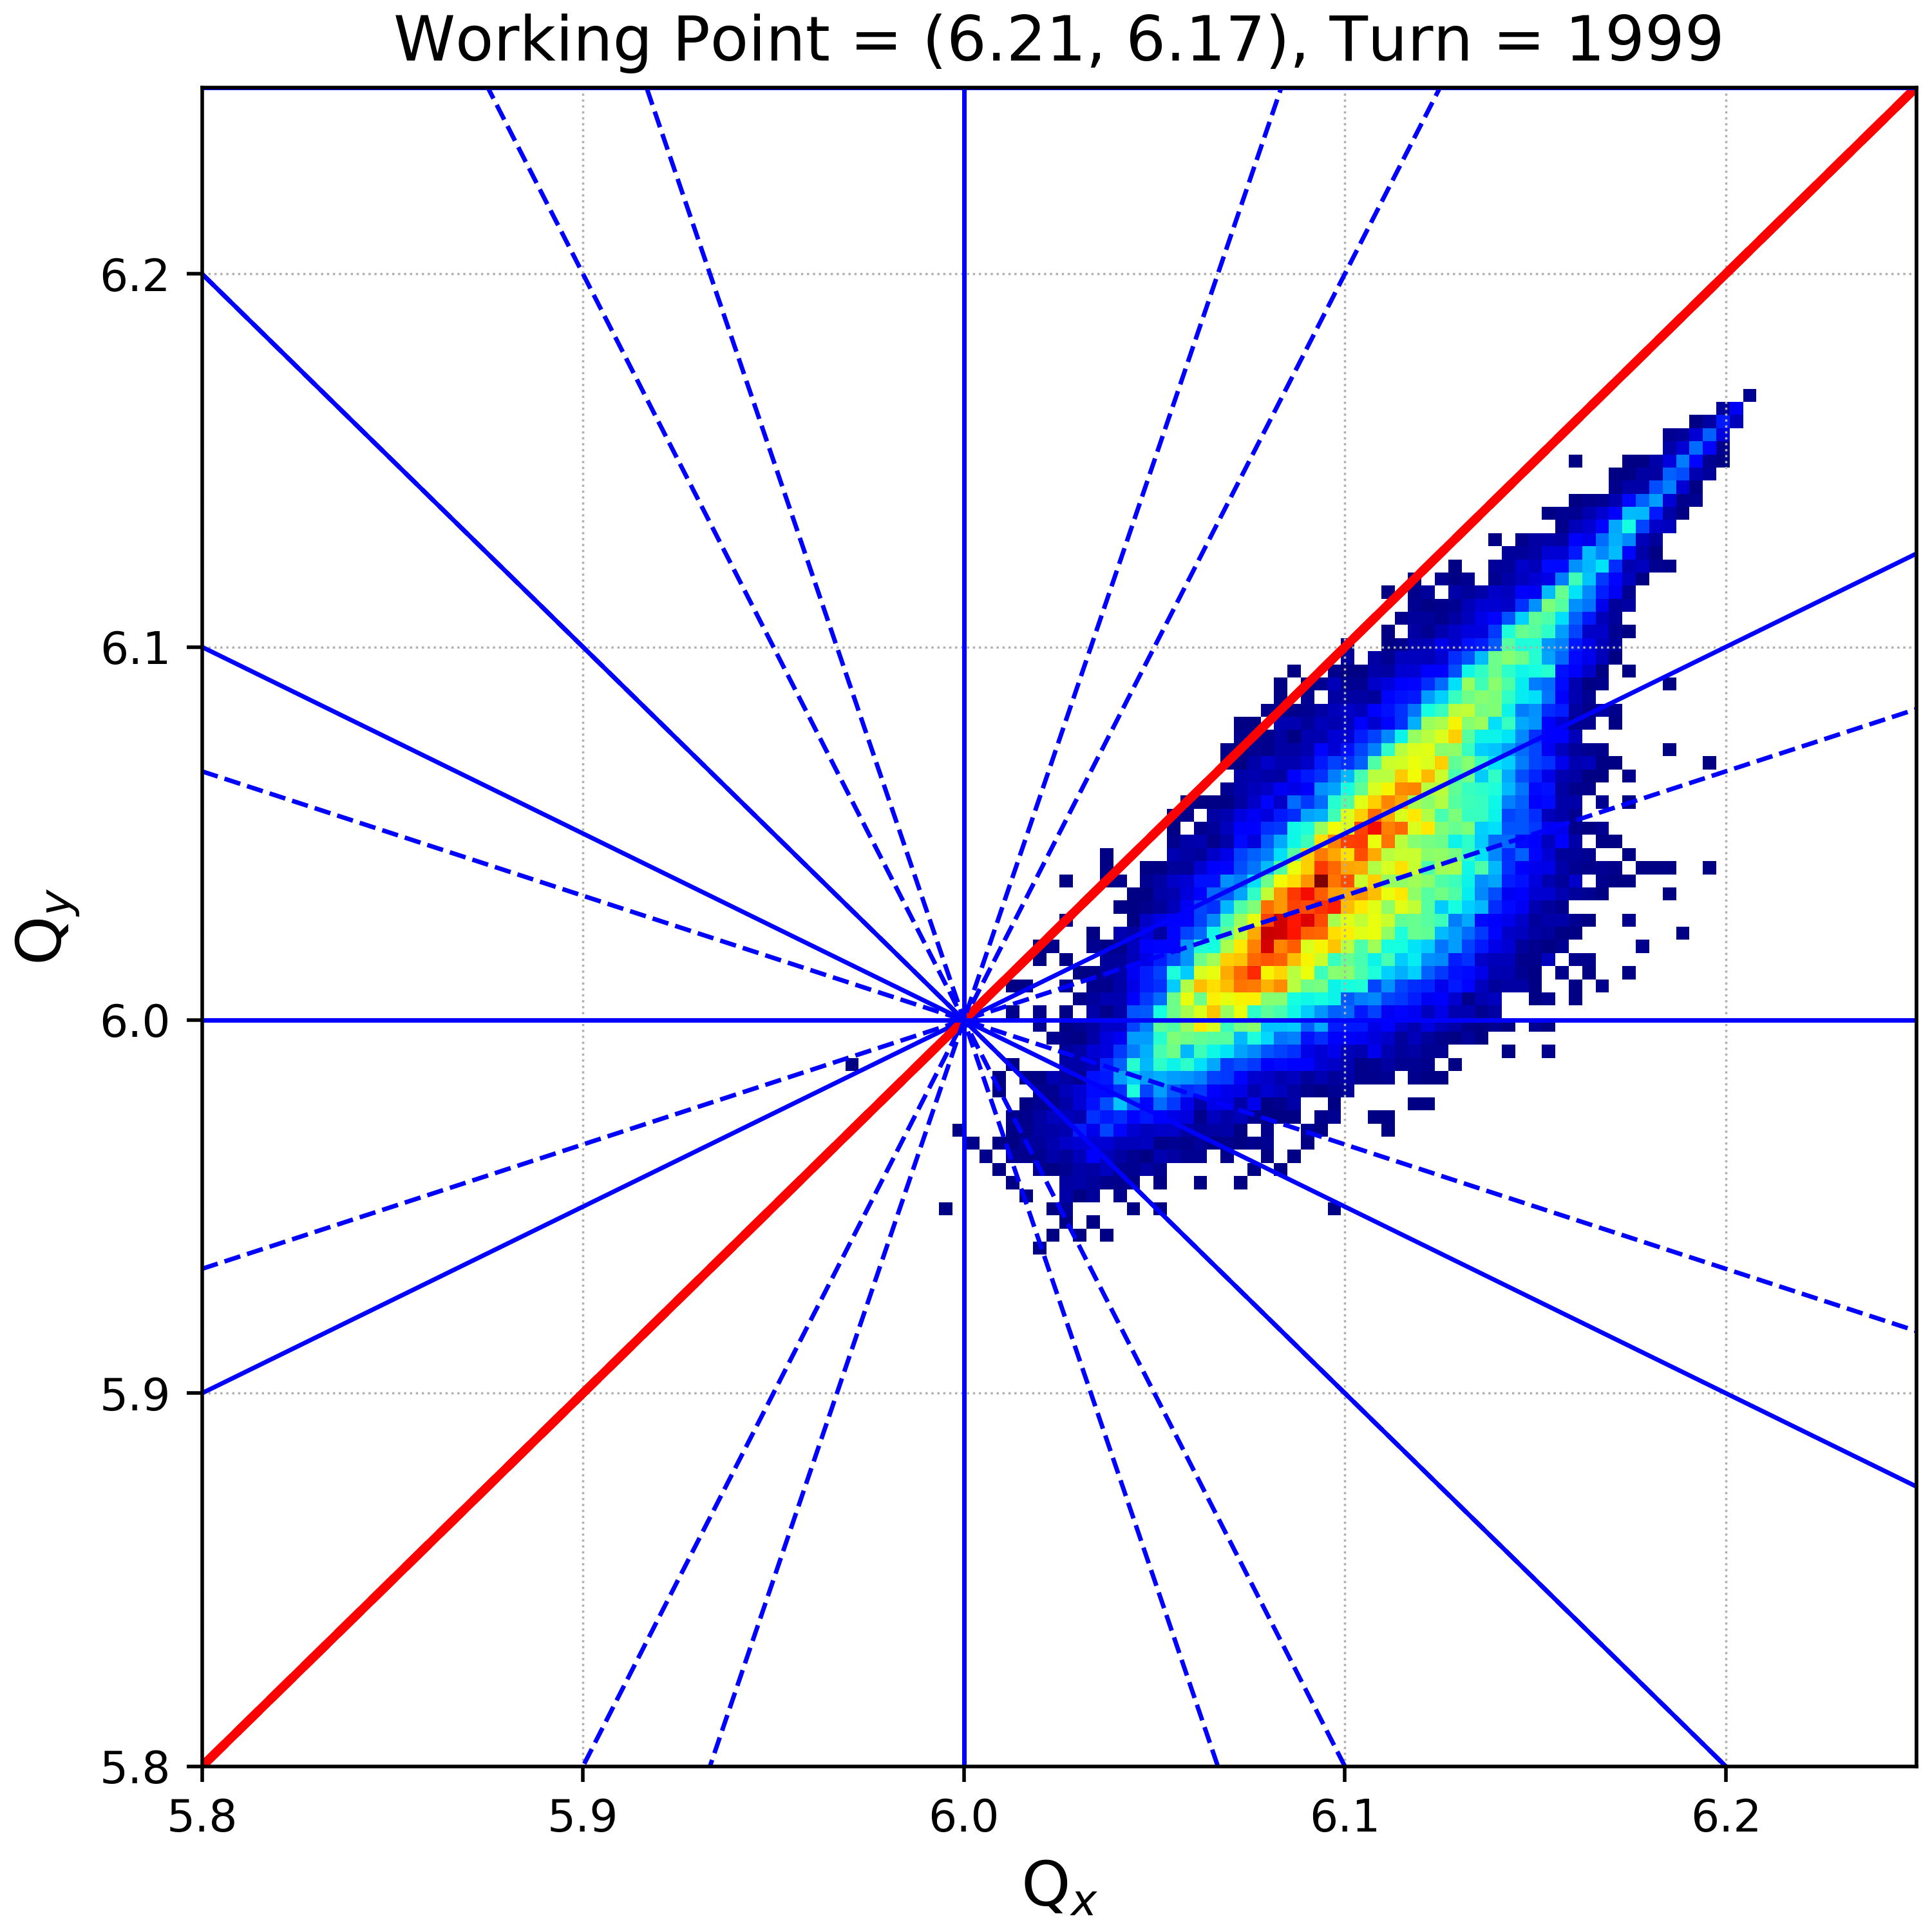 Working Point = (6.21, 6.17), Turn = 1999
6.2
6.1
6.0
5.9
5.8
Qy
5.8 5.9 6.0 6.1 6.2
Qx